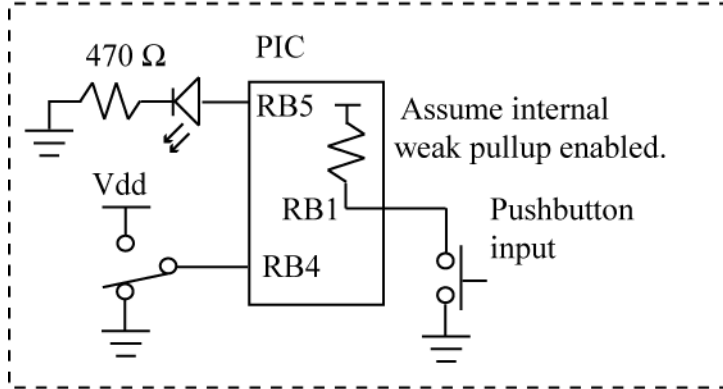 470 Ω
PIC
RB5
Assume internal
weak pullup enabled.
Vdd
RB1
Pushbutton
input
RB4